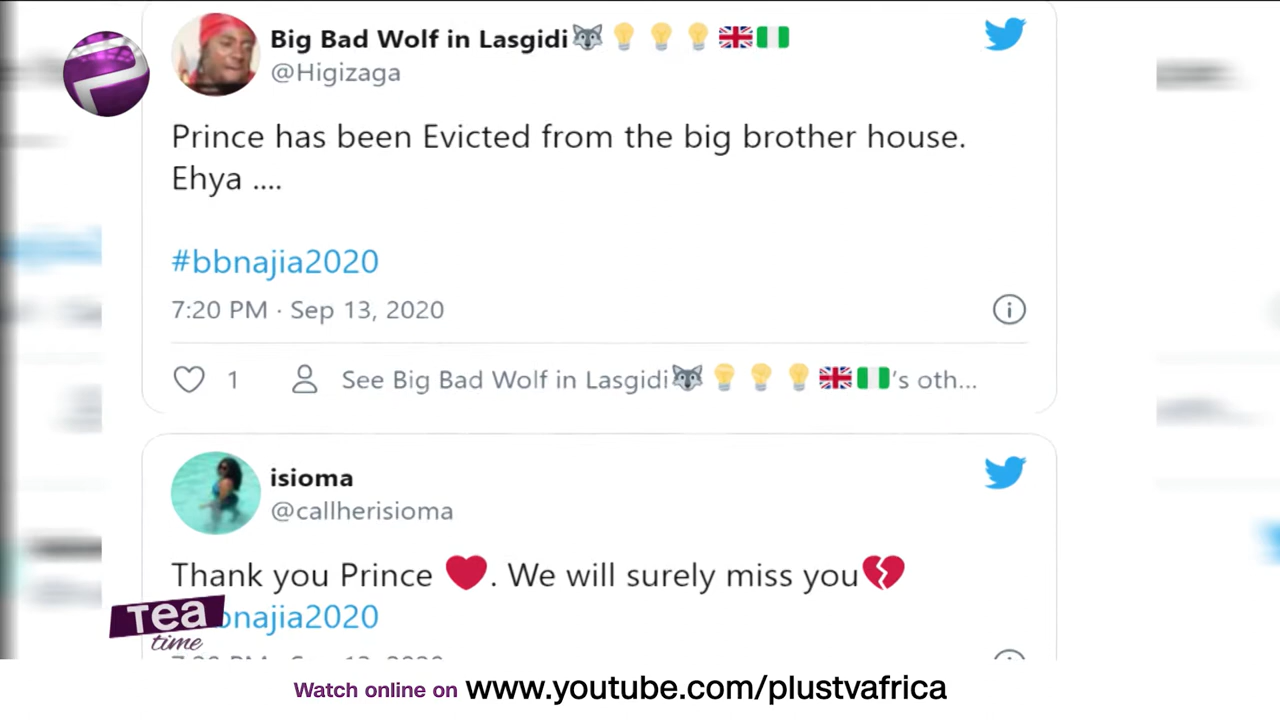 Big Bad Wolf in Lasgidi🐺💡💡💡🇬🇧🇳🇬
@Higizaga
Prince has been Evicted from the big brother house.
Ehya ....
#bbnajia2020
7:20 PM · Sep 13, 2020
1 See Big Bad Wolf in Lasgidi🐺💡💡💡🇬🇧🇳🇬's oth...
isioma
@callherisioma
Thank you Prince ❤️. We will surely miss you💔
bnajia2020
Tea
time
Watch online on www.youtube.com/plustvafrica